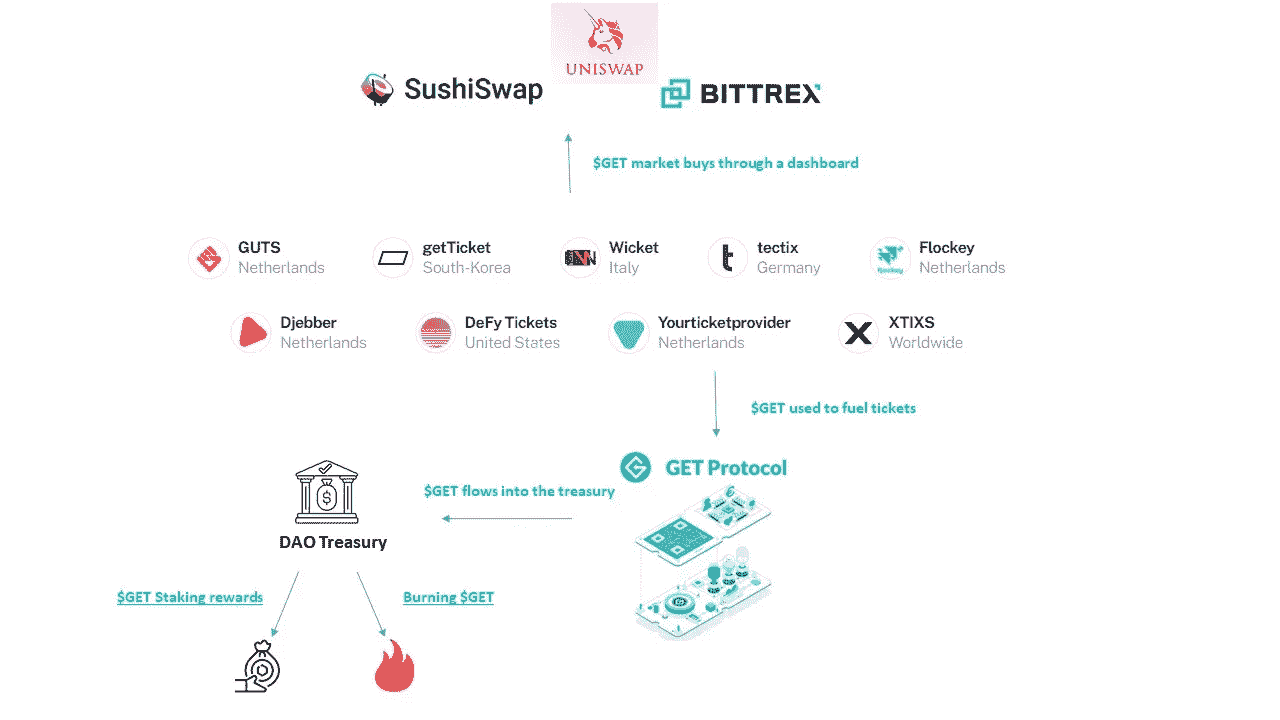 UNISWAP
SushiSwap
BITTREX
$GET market buys through a dashboard
GUTS
Netherlands
getTicket
South-Korea
Wicket
Italy
tectix
Germany
Flockey
Netherlands
Djebber
Netherlands
DeFy Tickets
United States
Yourticketprovider
Netherlands
XTIXS
Worldwide
$GET used to fuel tickets
GET Protocol
$GET flows into the treasury
DAO Treasury
$GET Staking rewards
Burning $GET